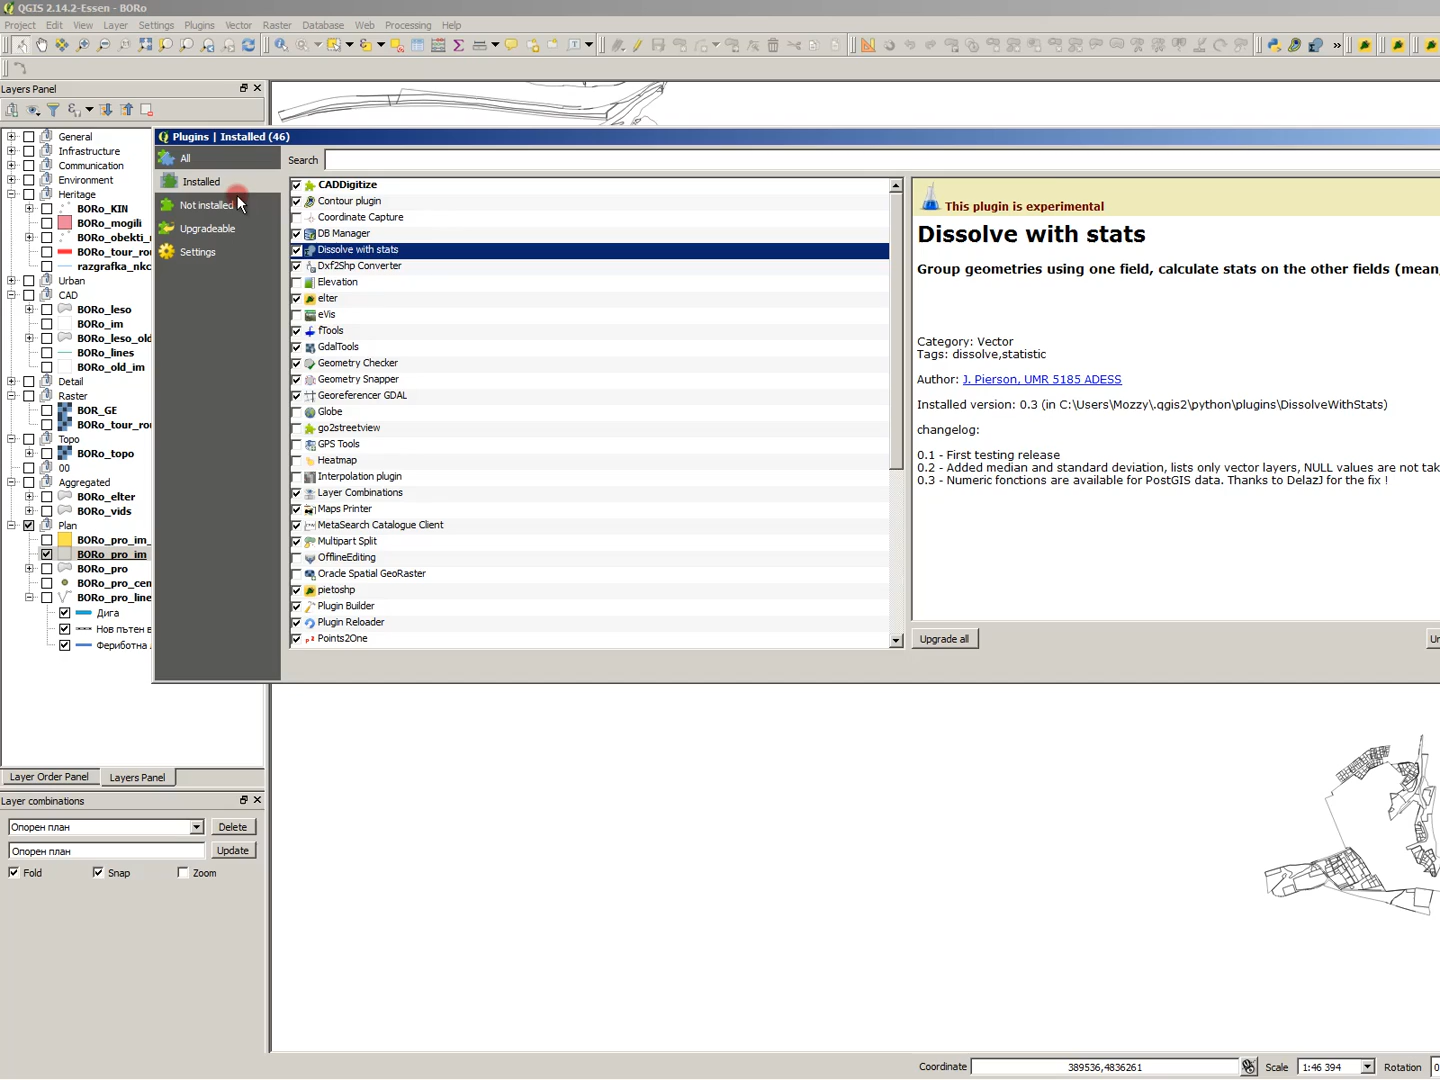 QGIS 2.14.2-Essen - BORo
Project Edit View Layer Settings Plugins Vector Raster Database Web Processing Help
Layers Panel
General
Infrastructure
Communication
Environment
Heritage
BORo_KIN
BORo_mogili
BORo_obekti_
BORo_tour_rou
razgrafka_nkc
Urban
CAD
BORo_leso
BORo_im
BORo_leso_old
BORo_lines
BORo_old_im
Detail
Raster
BOR_GE
BORo_tour_rou
Topo
BORo_topo
00
Aggregated
BORo_elter
BORo_vids
Plan
BORo_pro_im_
BORo_pro_im
BORo_pro
BORo_pro_cen
BORo_pro_line
Дига
Нов пътен в
Фериботна
Layer Order Panel Layers Panel
Layer combinations
Опорен план Delete
Опорен план Update
Fold Snap Zoom
Plugins | Installed (46)
All
Installed
Not installed
Upgradeable
Settings
Search
CADDigitize
Contour plugin
Coordinate Capture
DB Manager
Dissolve with stats
Dxf2Shp Converter
Elevation
elter
eVis
fTools
GdalTools
Geometry Checker
Geometry Snapper
Georeferencer GDAL
Globe
go2streetview
GPS Tools
Heatmap
Interpolation plugin
Layer Combinations
Maps Printer
MetaSearch Catalogue Client
Multipart Split
OfflineEditing
Oracle Spatial GeoRaster
pietoshp
Plugin Builder
Plugin Reloader
Points2One
This plugin is experimental
Dissolve with stats
Group geometries using one field, calculate stats on the other fields (mean,
Category: Vector
Tags: dissolve,statistic
Author: J. Pierson, UMR 5185 ADESS
Installed version: 0.3 (in C:\Users\Mozzy\.qgis2\python\plugins\DissolveWithStats)
changelog:
0.1 - First testing release
0.2 - Added median and standard deviation, lists only vector layers, NULL values are not tak
0.3 - Numeric fonctions are available for PostGIS data. Thanks to DelazJ for the fix !
Upgrade all Un
Coordinate 389536,4836261 Scale 1:46 394 Rotation 0